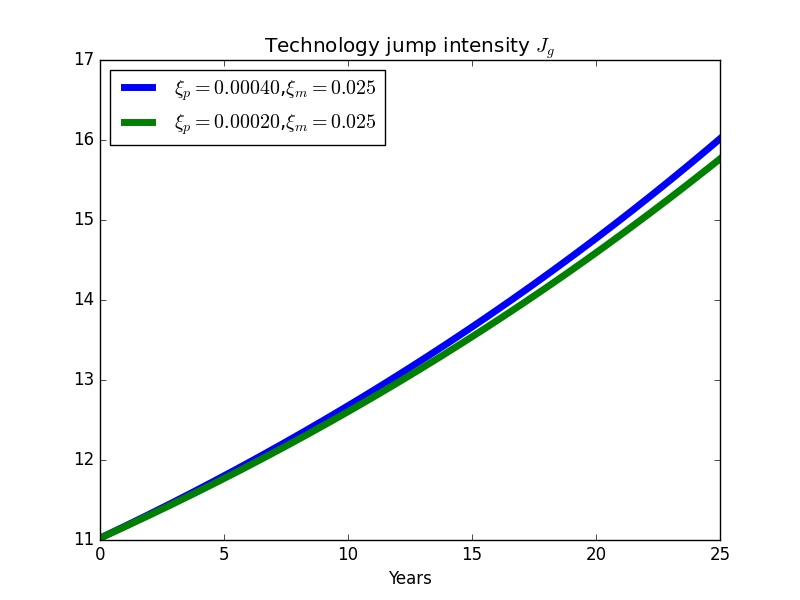 Technology jump intensity $J_g$
17
$\xi_p = 0.00040$,$\xi_m = 0.025$
$\xi_p = 0.00020$,$\xi_m = 0.025$
16
15
14
13
12
11
0 5 10 15 20 25
Years